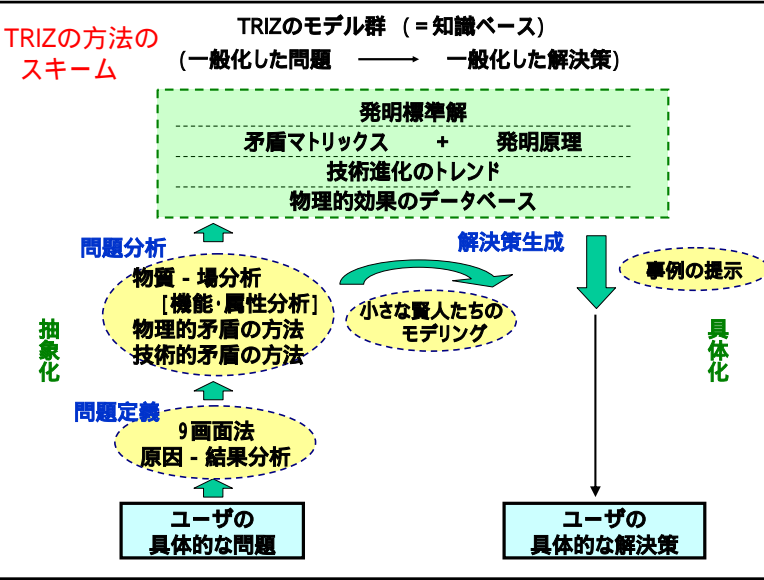 TRIZの方法の
スキーム
TRIZのモデル群 (=知識ベース)
(一般化した問題 → 一般化した解決策)
発明標準解
矛盾マトリックス + 発明原理
技術進化のトレンド
物理的効果のデータベース
問題分析
物質-場分析
[機能・属性分析]
物理的矛盾の方法
技術的矛盾の方法
解決策生成
小さな賢人たちの
モデリング
事例の提示
抽象化
具体化
問題定義
9画面法
原因-結果分析
ユーザの
具体的な問題
ユーザの
具体的な解決策